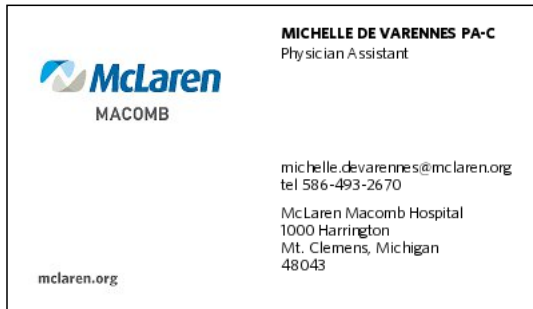 McLaren
MACOMB
mclaren.org
MICHELLE DE VARENNES PA-C
Physician Assistant
michelle.devarennes@mclaren.org
tel 586-493-2670
McLaren Macomb Hospital
1000 Harrington
Mt. Clemens, Michigan
48043